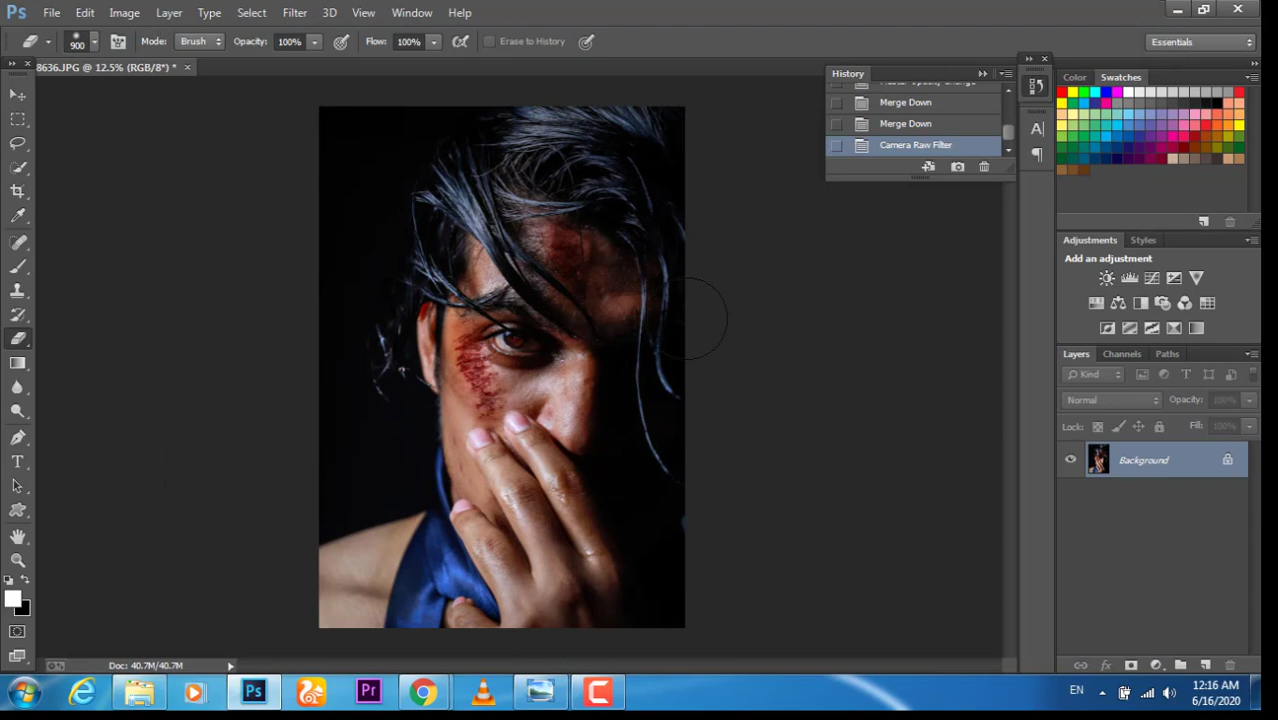 Ps File Edit Image Layer Type Select Filter 3D View Window Help
900 Mode: Brush Opacity: 100% Flow: 100% Erase to History Essentials
8636.JPG @ 12.5% (RGB/8*) * ×
History
Merge Down
Merge Down
Camera Raw Filter
Color Swatches
Adjustments Styles
Add an adjustment
Layers Channels Paths
Kind
Normal Opacity: 100%
Lock: Fill: 100%
Background
Doc: 40.7M/40.7M
Ps Pr EN 12:16 AM
6/16/2020